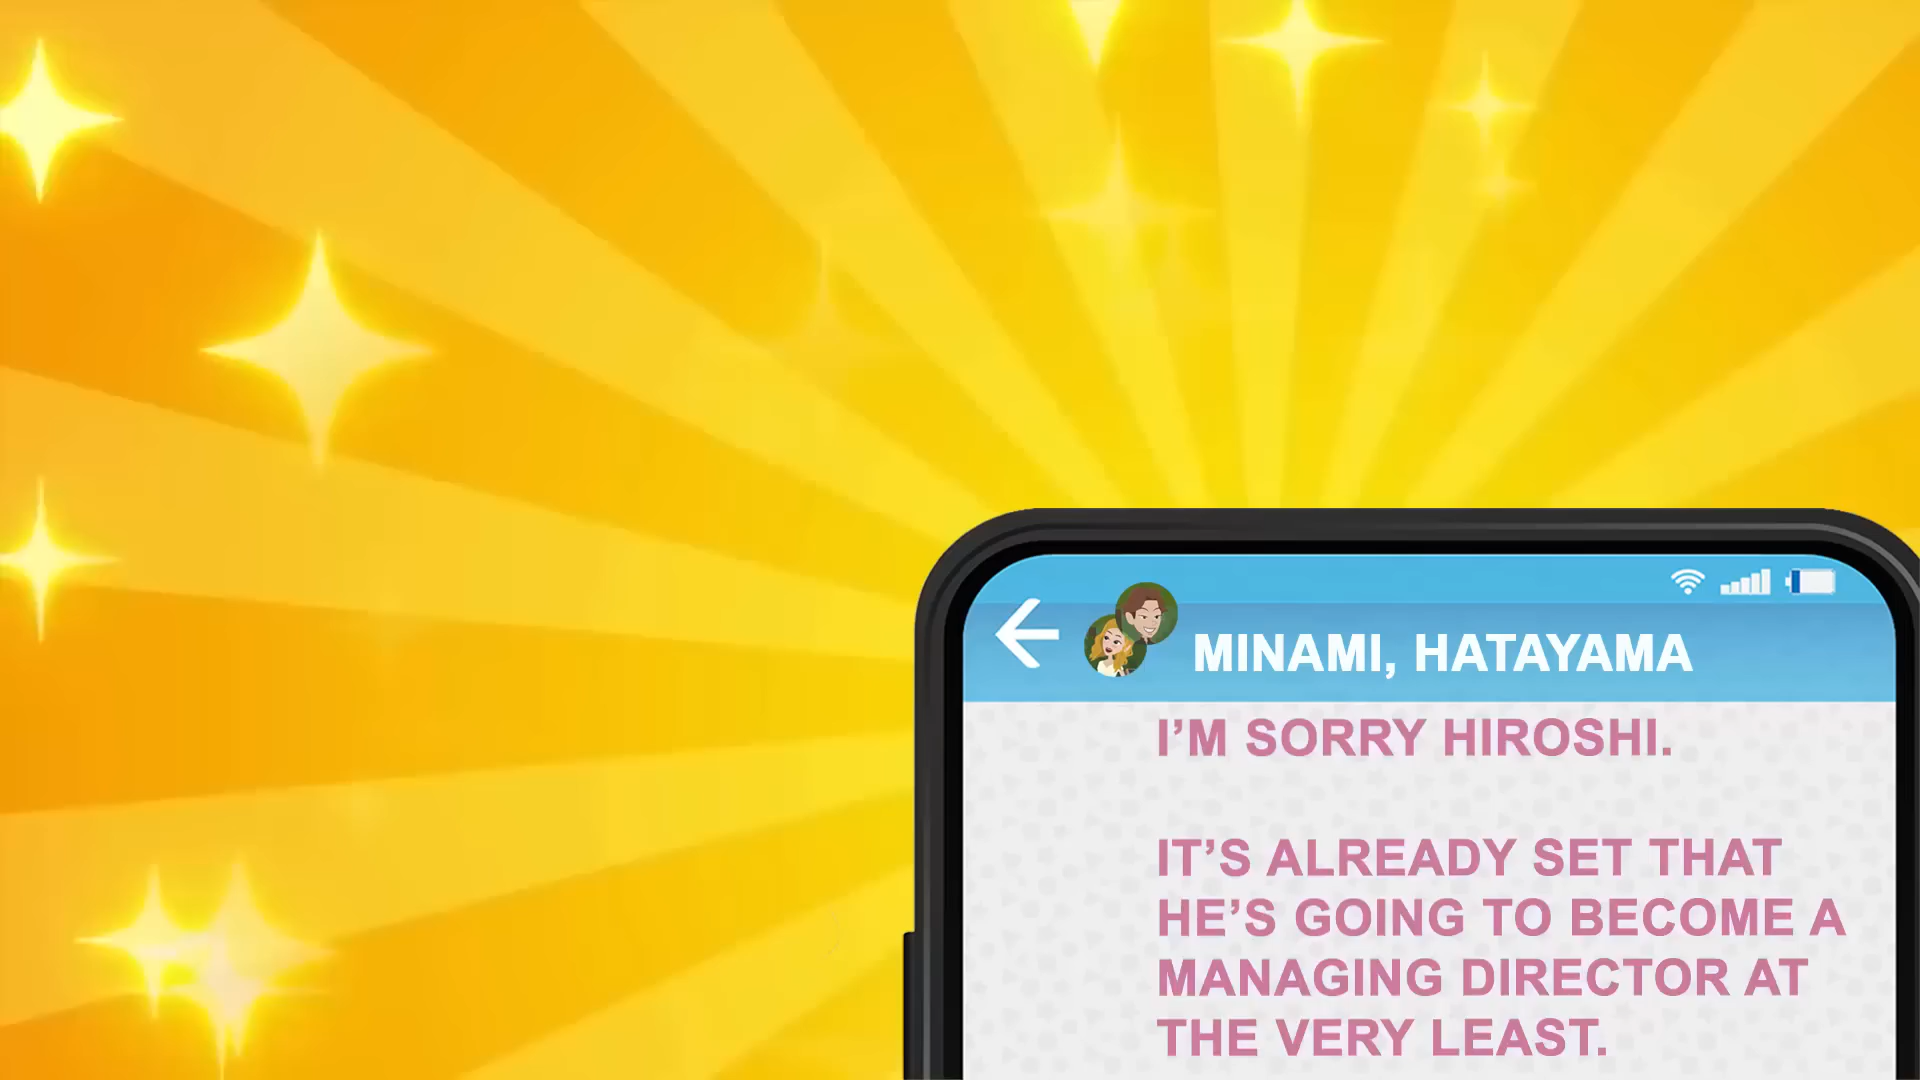 MINAMI, HATAYAMA
I’M SORRY HIROSHI.
IT’S ALREADY SET THAT
HE’S GOING TO BECOME A
MANAGING DIRECTOR AT
THE VERY LEAST.